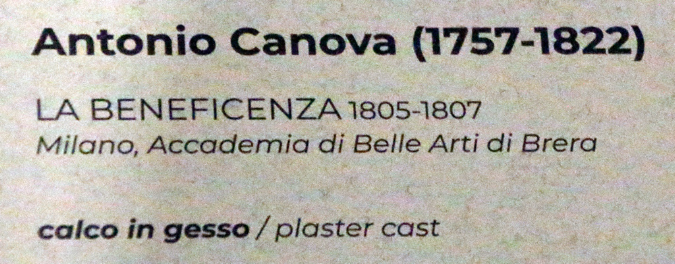 Antonio Canova (1757-1822)
LA BENEFICENZA 1805-1807
Milano, Accademia di Belle Arti di Brera
calco in gesso / plaster cast